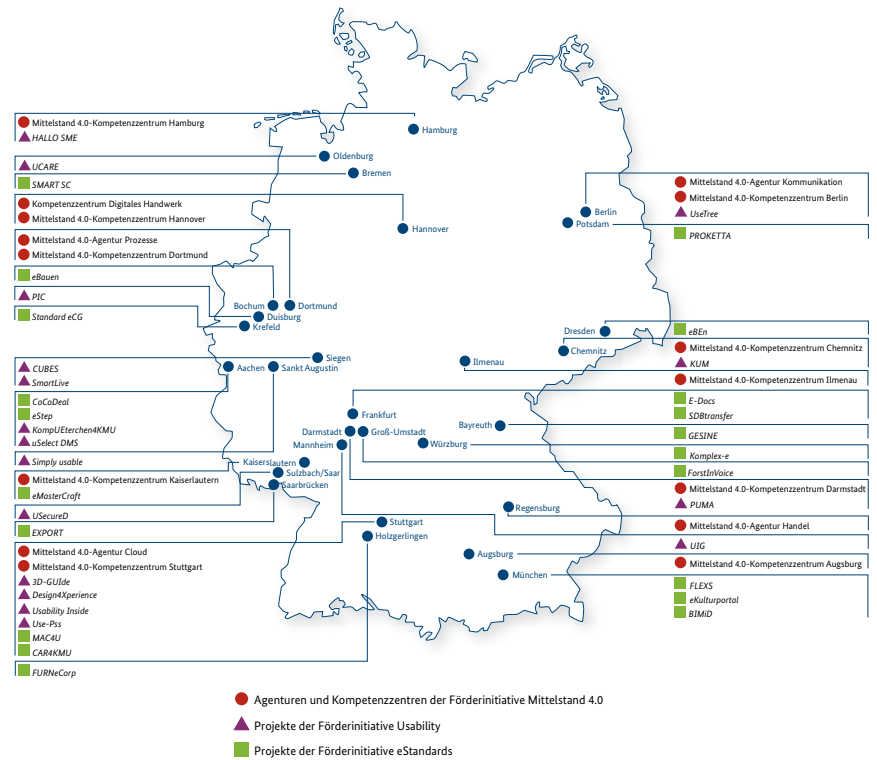 Mittelstand 4.0-Kompetenzzentrum Hamburg
HALLO SME
UCARE
SMART SC
Kompetenzzentrum Digitales Handwerk
Mittelstand 4.0-Kompetenzzentrum Hannover
Mittelstand 4.0-Agentur Prozesse
Mittelstand 4.0-Kompetenzzentrum Dortmund
eBauen
PIC
Standard eCG
CUBES
SmartLive
CoCoDeal
eStep
KompUEterchen4KMU
uSelect DMS
Simply usable
Mittelstand 4.0-Kompetenzzentrum Kaiserlautern
eMasterCraft
USecureD
EXPORT
Mittelstand 4.0-Agentur Cloud
Mittelstand 4.0-Kompetenzzentrum Stuttgart
3D-GUIde
Design4Xperience
Usability Inside
Use-Pss
MAC4U
CAR4KMU
FURNeCorp
Hamburg
Oldenburg
Bremen
Hannover
Berlin
Potsdam
Bochum
Dortmund
Duisburg
Krefeld
Dresden
Chemnitz
Siegen
Aachen
Sankt Augustin
Ilmenau
Frankfurt
Darmstadt
Groß-Umstadt
Bayreuth
Mannheim
Würzburg
Kaiserslautern
Sulzbach/Saar
Saarbrücken
Regensburg
Stuttgart
Holzgerlingen
Augsburg
München
Mittelstand 4.0-Agentur Kommunikation
Mittelstand 4.0-Kompetenzzentrum Berlin
UseTree
PROKETTA
eBEn
Mittelstand 4.0-Kompetenzzentrum Chemnitz
KUM
Mittelstand 4.0-Kompetenzzentrum Ilmenau
E-Docs
SDBtransfer
GESINE
Komplex-e
ForstInVoice
Mittelstand 4.0-Kompetenzzentrum Darmstadt
PUMA
Mittelstand 4.0-Agentur Handel
UIG
Mittelstand 4.0-Kompetenzzentrum Augsburg
FLEXS
eKulturportal
BIMiD
Agenturen und Kompetenzzentren der Förderinitiative Mittelstand 4.0
Projekte der Förderinitiative Usability
Projekte der Förderinitiative eStandards